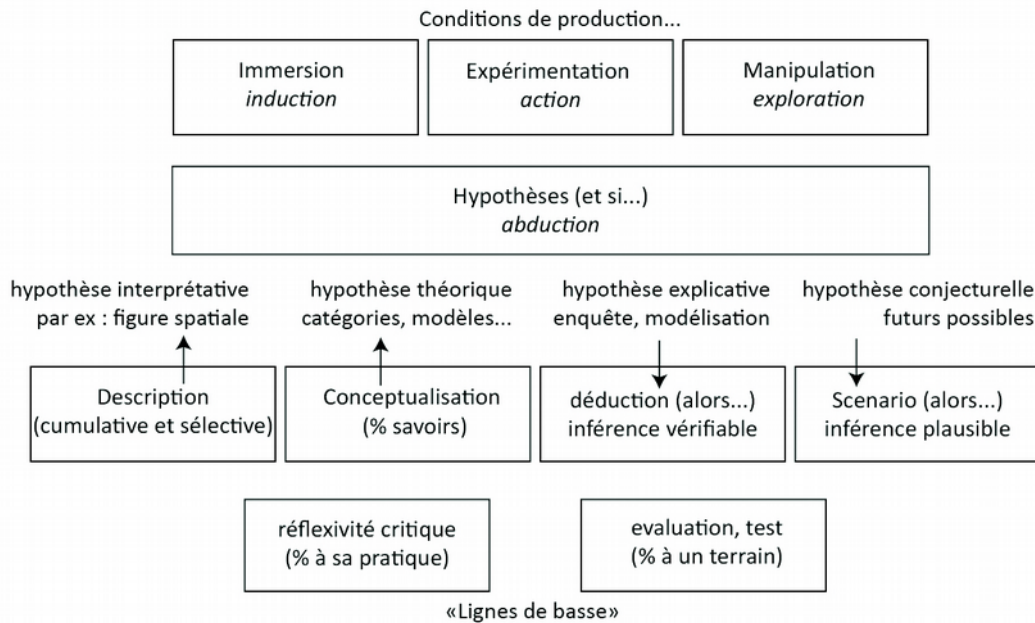 Conditions de production...
Immersion
induction
Expérimentation
action
Manipulation
exploration
Hypothèses (et si...)
abduction
hypothèse interprétative
par ex : figure spatiale
hypothèse théorique
catégories, modèles...
hypothèse explicative
enquête, modélisation
hypothèse conjecturelle
futurs possibles
Description
(cumulative et sélective)
Conceptualisation
(% savoirs)
déduction (alors...)
inférence vérifiable
Scenario (alors...)
inférence plausible
réflexivité critique
(% à sa pratique)
evaluation, test
(% à un terrain)
«Lignes de basse»